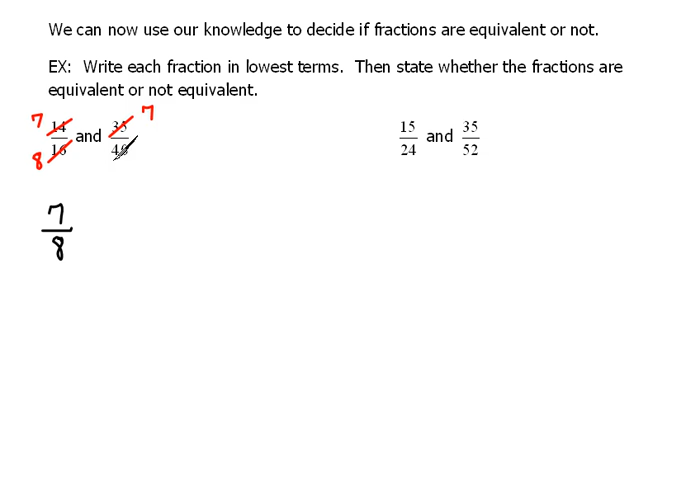 We can now use our knowledge to decide if fractions are equivalent or not.
EX: Write each fraction in lowest terms. Then state whether the fractions are
equivalent or not equivalent.
7 14/16 8 and 35/40 7
15/24 and 35/52
7/8